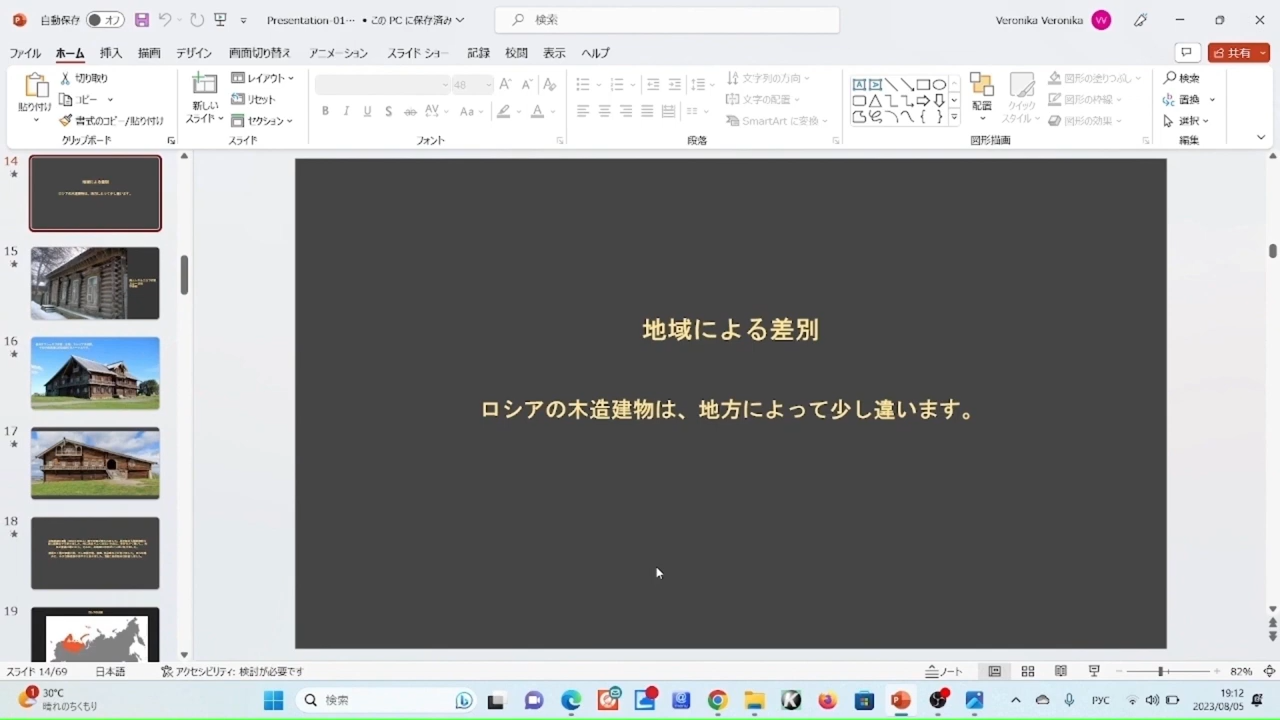 自動保存 オフ Presentation-01… • この PC に保存済み 検索 Veronika Veronika VV
ファイル ホーム 挿入 描画 デザイン 画面切り替え アニメーション スライド ショー 記録 校閲 表示 ヘルプ 共有
貼り付け 切り取り コピー 書式のコピー/貼り付け クリップボード
新しい スライド レイアウト リセット セクション スライド
48 B I U S ab AV Aa A フォント
文字列の方向 文字の配置 SmartArt に変換 段落
配置 クイック スタイル 図形の塗りつぶし 図形の枠線 図形の効果 図形描画
検索 置換 選択 編集
14
15
16
17
18
19
地域による差別
ロシアの木造建物は、地方によって少し違います。
スライド 14/69 日本語 アクセシビリティ: 検討が必要です ノート 82%
1 30°C
晴れのちくもり
検索
РУС
19:12
2023/08/05